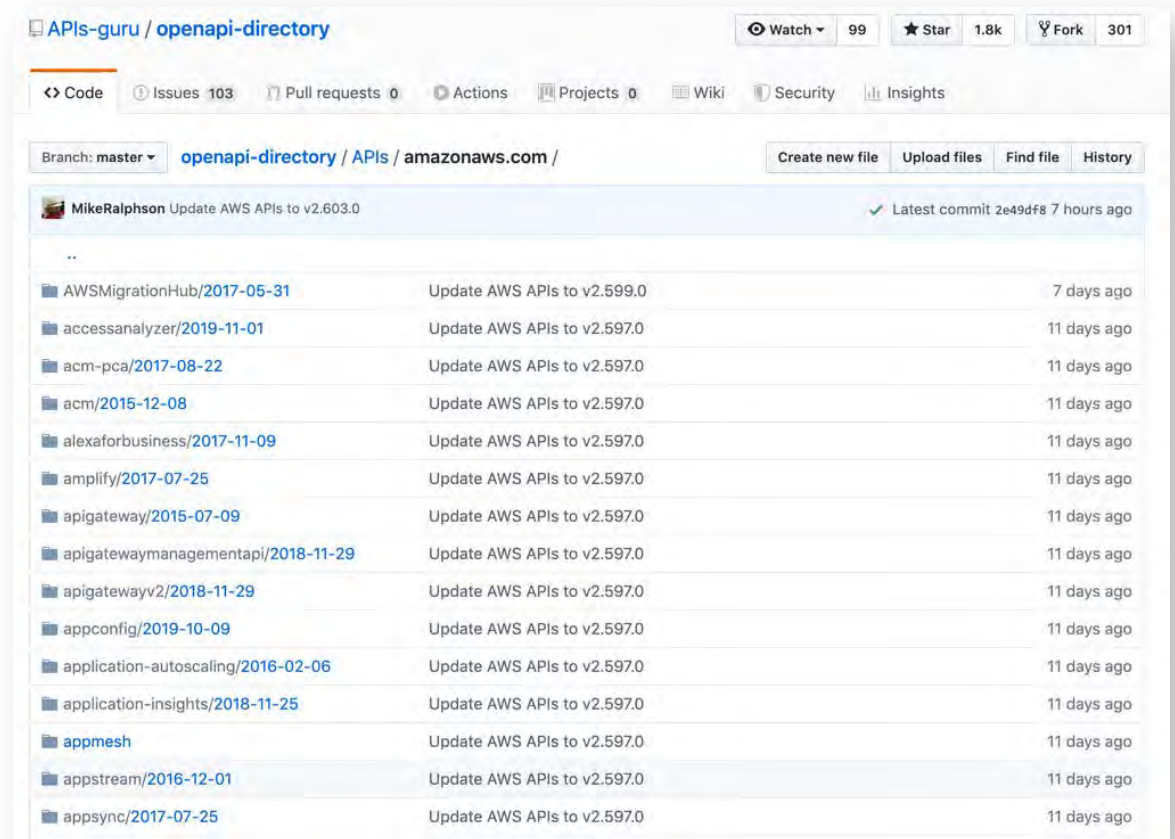 APIs-guru / openapi-directory
Watch 99 Star 1.8k Fork 301
Code Issues 103 Pull requests 0 Actions Projects 0 Wiki Security Insights
Branch: master openapi-directory / APIs / amazonaws.com / Create new file Upload files Find file History
MikeRalphson Update AWS APIs to v2.603.0 Latest commit 2e49df8 7 hours ago
..
AWSMigrationHub/2017-05-31 Update AWS APIs to v2.599.0 7 days ago
accessanalyzer/2019-11-01 Update AWS APIs to v2.597.0 11 days ago
acm-pca/2017-08-22 Update AWS APIs to v2.597.0 11 days ago
acm/2015-12-08 Update AWS APIs to v2.597.0 11 days ago
alexaforbusiness/2017-11-09 Update AWS APIs to v2.597.0 11 days ago
amplify/2017-07-25 Update AWS APIs to v2.597.0 11 days ago
apigateway/2015-07-09 Update AWS APIs to v2.597.0 11 days ago
apigatewaymanagementapi/2018-11-29 Update AWS APIs to v2.597.0 11 days ago
apigatewayv2/2018-11-29 Update AWS APIs to v2.597.0 11 days ago
appconfig/2019-10-09 Update AWS APIs to v2.597.0 11 days ago
application-autoscaling/2016-02-06 Update AWS APIs to v2.597.0 11 days ago
application-insights/2018-11-25 Update AWS APIs to v2.597.0 11 days ago
appmesh Update AWS APIs to v2.597.0 11 days ago
appstream/2016-12-01 Update AWS APIs to v2.597.0 11 days ago
appsync/2017-07-25 Update AWS APIs to v2.597.0 11 days ago